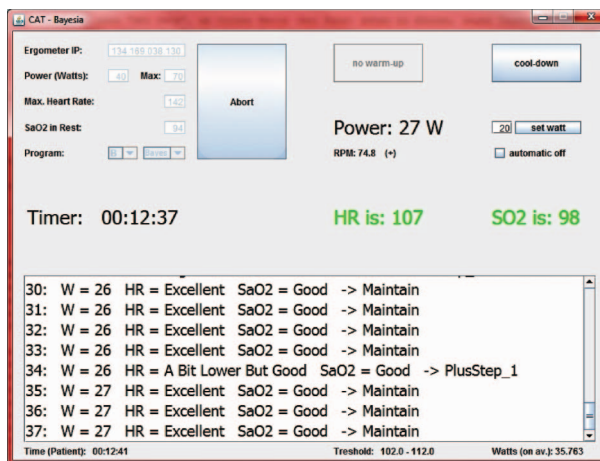 CAT - Bayesia
Ergometer IP: 134.169.038.130
Power (Watts): 40 Max: 70
Max. Heart Rate: 142
SaO2 in Rest: 94
Program:
Abort
no warm-up
cool-down
Power: 27 W
20 set watt
RPM: 74.8 (+)
automatic off
Timer: 00:12:37
HR is: 107
SO2 is: 98
30: W = 26 HR = Excellent SaO2 = Good -> Maintain
31: W = 26 HR = Excellent SaO2 = Good -> Maintain
32: W = 26 HR = Excellent SaO2 = Good -> Maintain
33: W = 26 HR = Excellent SaO2 = Good -> Maintain
34: W = 26 HR = A Bit Lower But Good SaO2 = Good -> PlusStep_1
35: W = 27 HR = Excellent SaO2 = Good -> Maintain
36: W = 27 HR = Excellent SaO2 = Good -> Maintain
37: W = 27 HR = Excellent SaO2 = Good -> Maintain
Time (Patient): 00:12:41
Treshold: 102.0 - 112.0
Watts (on av.): 35.763